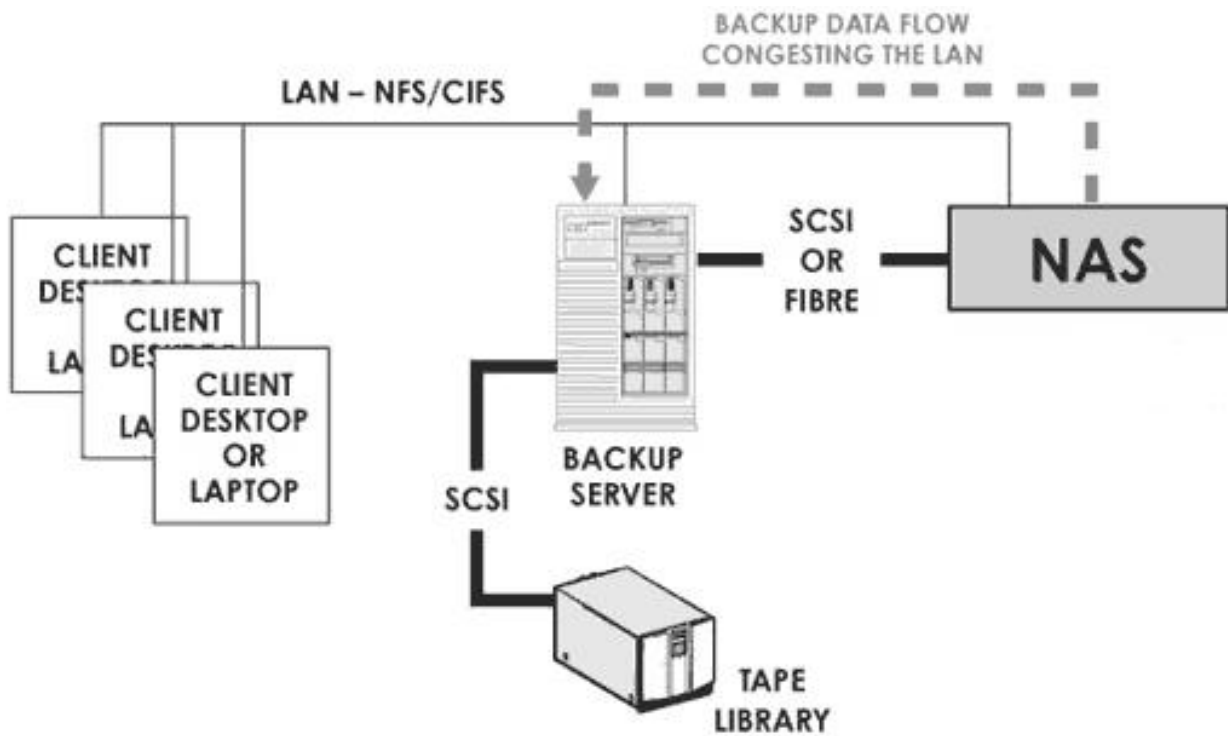 BACKUP DATA FLOW
CONGESTING THE LAN
LAN – NFS/CIFS
CLIENT
CLIENT
CLIENT
DESKTOP
OR
LAPTOP
SCSI
OR
FIBRE
NAS
BACKUP
SERVER
SCSI
TAPE
LIBRARY